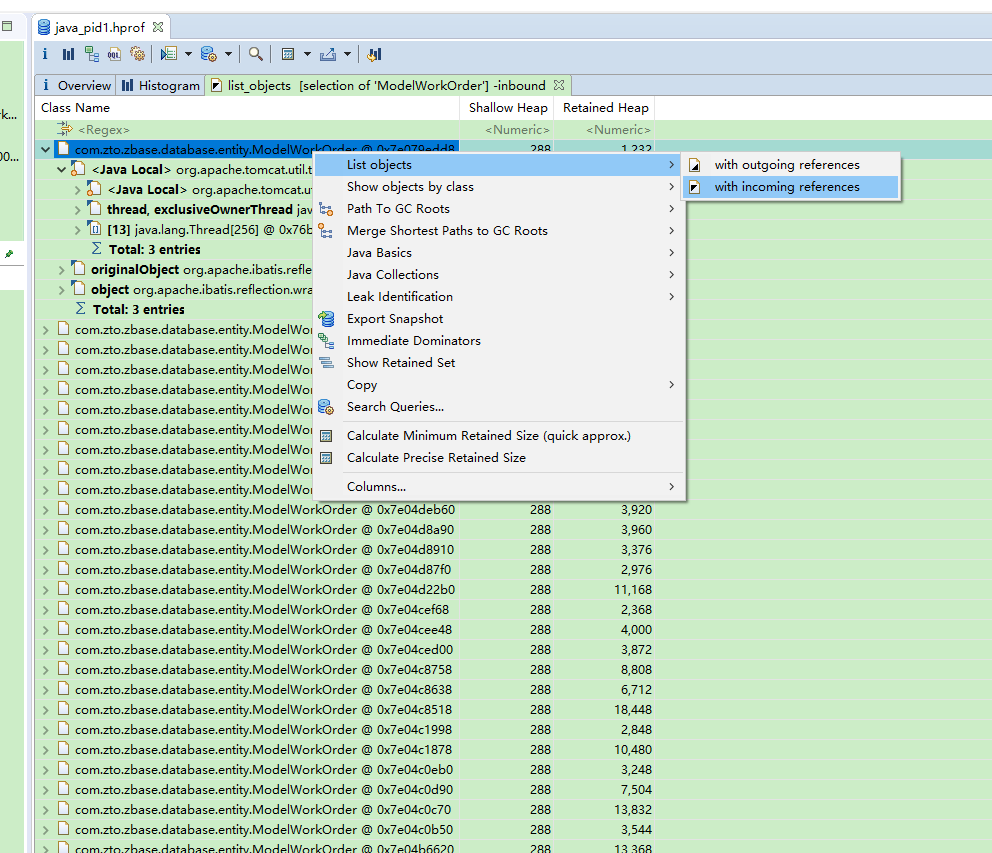 java_pid1.hprof
i Overview Histogram list_objects [selection of 'ModelWorkOrder'] -inbound
Class Name Shallow Heap Retained Heap
<Regex> <Numeric> <Numeric>
com.zto.zbase.database.entity.ModelWorkOrder @ 0x7e079edd8 288 1,232
<Java Local> org.apache.tomcat.util.t
<Java Local> org.apache.tomcat.ut
thread, exclusiveOwnerThread jav
[13] java.lang.Thread[256] @ 0x76b
Σ Total: 3 entries
originalObject org.apache.ibatis.refle
object org.apache.ibatis.reflection.wra
Σ Total: 3 entries
com.zto.zbase.database.entity.ModelWor
com.zto.zbase.database.entity.ModelWor
com.zto.zbase.database.entity.ModelWor
com.zto.zbase.database.entity.ModelWor
com.zto.zbase.database.entity.ModelWor
com.zto.zbase.database.entity.ModelWor
com.zto.zbase.database.entity.ModelWor
com.zto.zbase.database.entity.ModelWor
com.zto.zbase.database.entity.ModelWor
com.zto.zbase.database.entity.ModelWorkOrder @ 0x7e04deb60 288 3,920
com.zto.zbase.database.entity.ModelWorkOrder @ 0x7e04d8a90 288 3,960
com.zto.zbase.database.entity.ModelWorkOrder @ 0x7e04d8910 288 3,376
com.zto.zbase.database.entity.ModelWorkOrder @ 0x7e04d87f0 288 2,976
com.zto.zbase.database.entity.ModelWorkOrder @ 0x7e04d22b0 288 11,168
com.zto.zbase.database.entity.ModelWorkOrder @ 0x7e04cef68 288 2,368
com.zto.zbase.database.entity.ModelWorkOrder @ 0x7e04cee48 288 4,000
com.zto.zbase.database.entity.ModelWorkOrder @ 0x7e04ced00 288 3,872
com.zto.zbase.database.entity.ModelWorkOrder @ 0x7e04c8758 288 8,808
com.zto.zbase.database.entity.ModelWorkOrder @ 0x7e04c8638 288 6,712
com.zto.zbase.database.entity.ModelWorkOrder @ 0x7e04c8518 288 18,448
com.zto.zbase.database.entity.ModelWorkOrder @ 0x7e04c1998 288 2,848
com.zto.zbase.database.entity.ModelWorkOrder @ 0x7e04c1878 288 10,480
com.zto.zbase.database.entity.ModelWorkOrder @ 0x7e04c0eb0 288 3,248
com.zto.zbase.database.entity.ModelWorkOrder @ 0x7e04c0d90 288 7,504
com.zto.zbase.database.entity.ModelWorkOrder @ 0x7e04c0c70 288 13,832
com.zto.zbase.database.entity.ModelWorkOrder @ 0x7e04c0b50 288 3,544
com.zto.zbase.database.entity.ModelWorkOrder @ 0x7e04b6620 288 13,368
List objects
Show objects by class
Path To GC Roots
Merge Shortest Paths to GC Roots
Java Basics
Java Collections
Leak Identification
Export Snapshot
Immediate Dominators
Show Retained Set
Copy
Search Queries...
Calculate Minimum Retained Size (quick approx.)
Calculate Precise Retained Size
Columns...
with outgoing references
with incoming references
rk...
00...